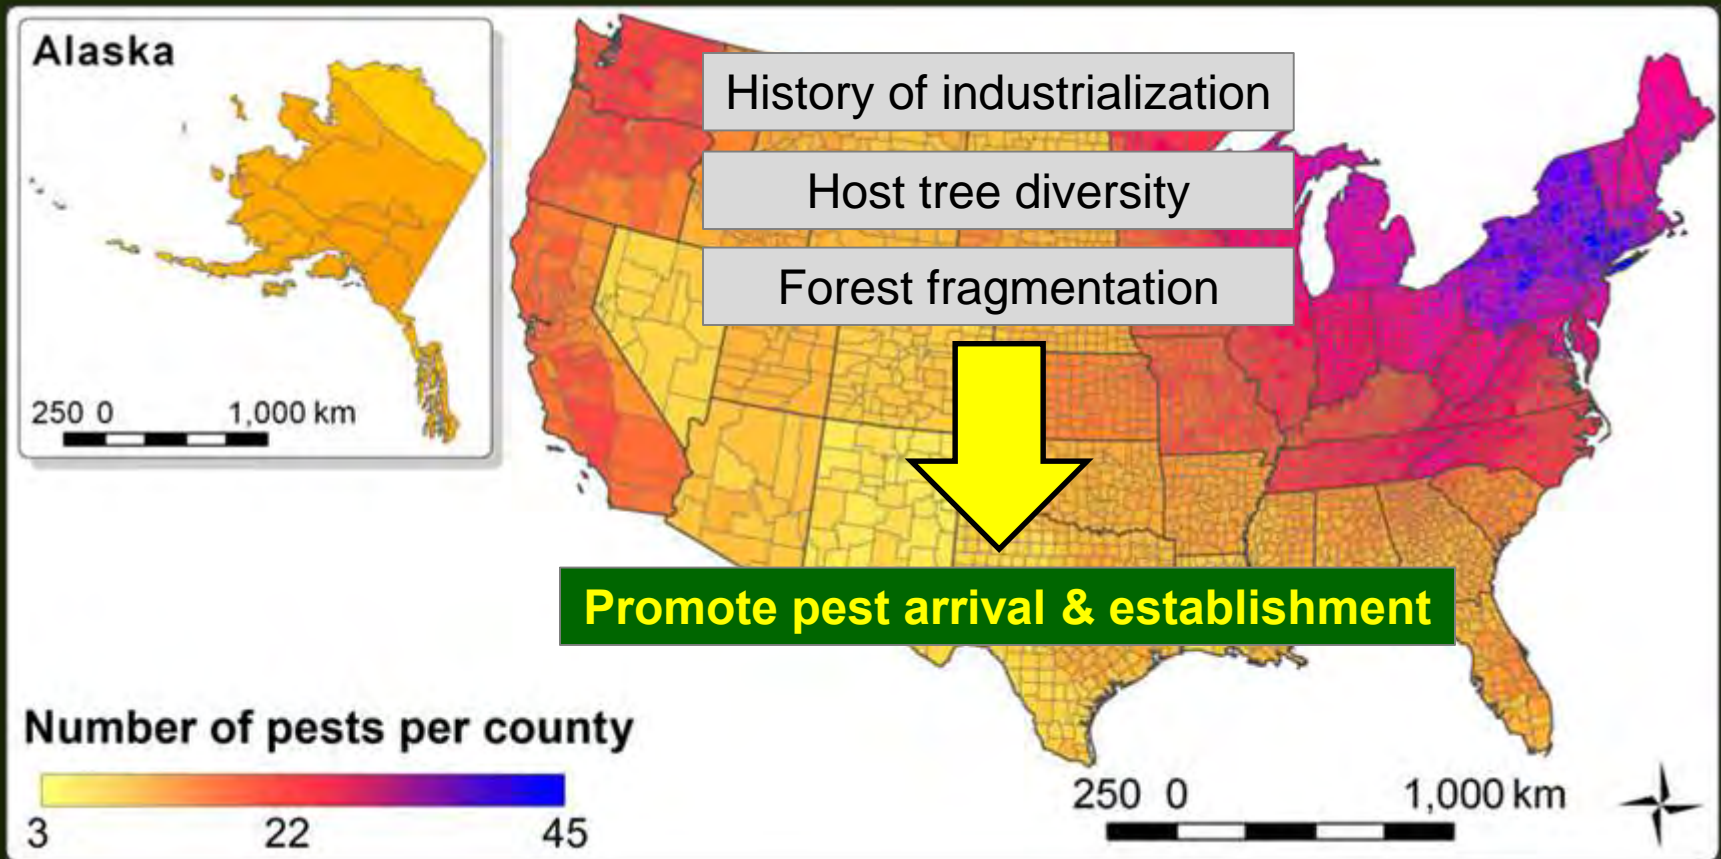 Alaska
250 0 1,000 km
History of industrialization
Host tree diversity
Forest fragmentation
Promote pest arrival & establishment
Number of pests per county
3 22 45
250 0 1,000 km